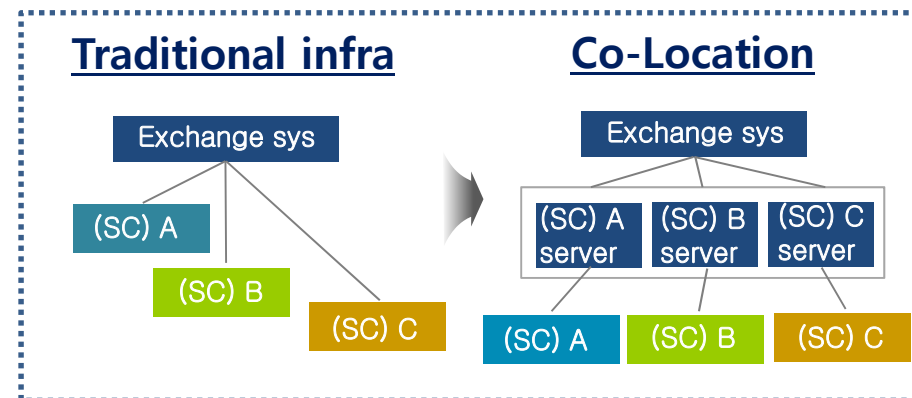 Traditional infra
Exchange sys
(SC) A
(SC) B
(SC) C
Co-Location
Exchange sys
(SC) A
server
(SC) B
server
(SC) C
server
(SC) A
(SC) B
(SC) C